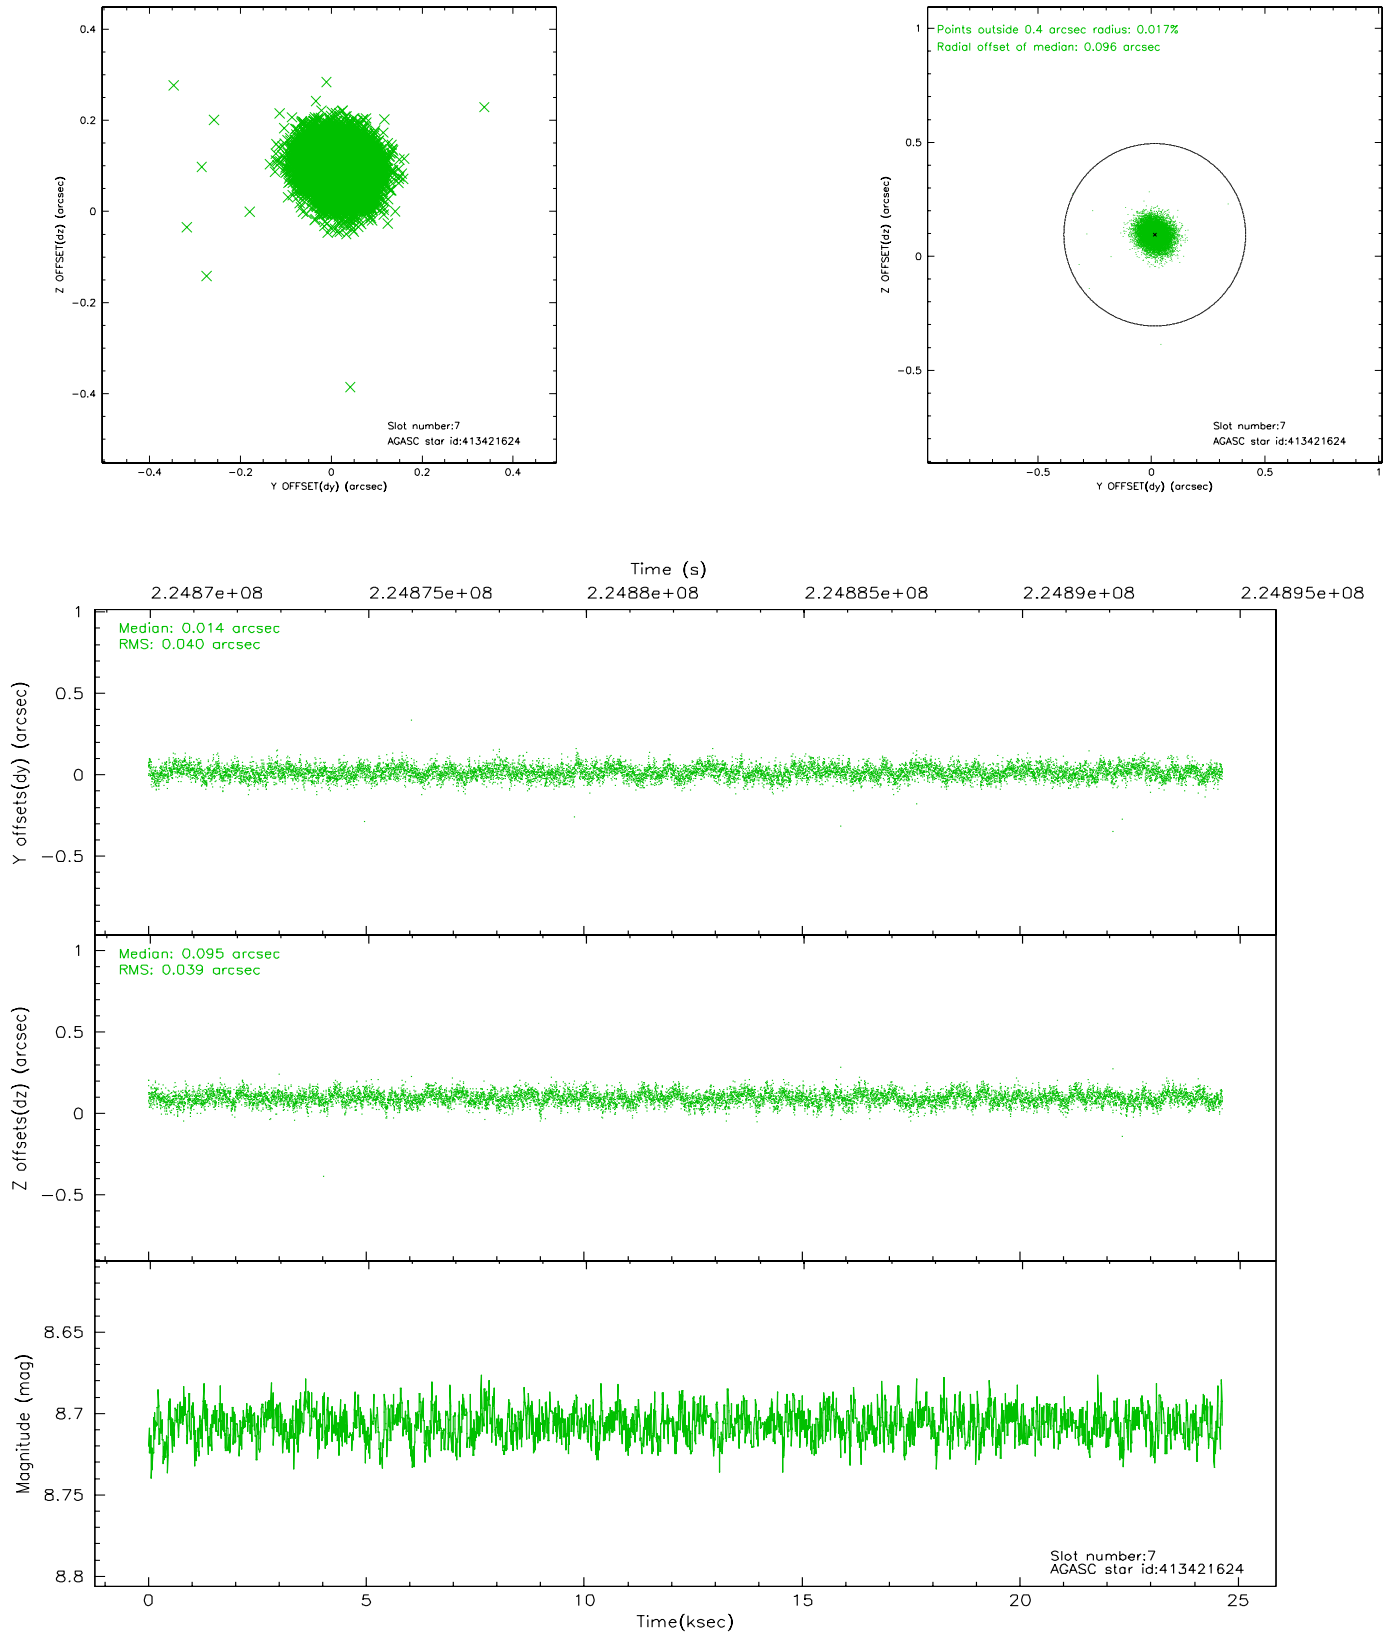 0.4
0.2
0
-0.2
-0.4
Z OFFSET(dz) (arcsec)
-0.4 -0.2 0 0.2 0.4
Y OFFSET(dy) (arcsec)
Slot number:7
AGASC star id:413421624
Points outside 0.4 arcsec radius: 0.017%
Radial offset of median: 0.096 arcsec
1
0.5
0
-0.5
Z OFFSET(dz) (arcsec)
-0.5 0 0.5 1
Y OFFSET(dy) (arcsec)
Slot number:7
AGASC star id:413421624
Time (s)
2.2487e+08 2.24875e+08 2.2488e+08 2.24885e+08 2.2489e+08 2.24895e+08
Median: 0.014 arcsec
RMS: 0.040 arcsec
1
0.5
0
-0.5
Y offsets(dy) (arcsec)
Median: 0.095 arcsec
RMS: 0.039 arcsec
1
0.5
0
-0.5
Z offsets(dz) (arcsec)
8.65
8.7
8.75
8.8
Magnitude (mag)
Slot number:7
AGASC star id:413421624
0 5 10 15 20 25
Time(ksec)